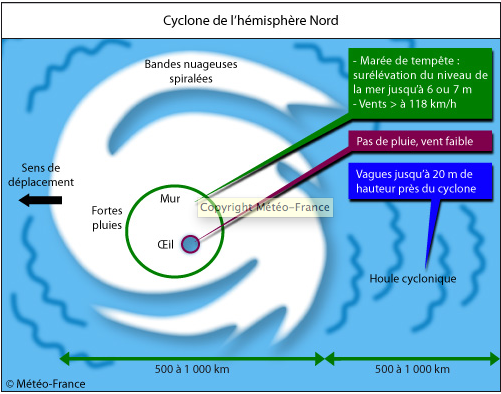 Cyclone de l'hémisphère Nord
Bandes nuageuses
spiralées
- Marée de tempête :
surélévation du niveau de
la mer jusqu'à 6 ou 7 m
- Vents > à 118 km/h
Pas de pluie, vent faible
Sens de
déplacement
Vagues jusqu'à 20 m de
hauteur près du cyclone
Mur
Copyright Météo-France
Fortes
pluies
Œil
Houle cyclonique
500 à 1 000 km
500 à 1 000 km
© Météo-France